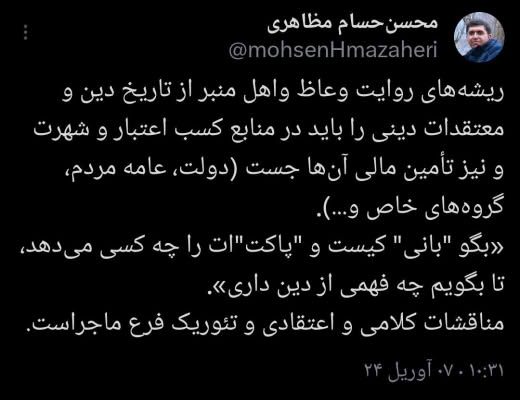 محسن‌حسام مظاهری
@mohsenHmazaheri
ریشه‌های روایت وعاظ واهل منبر از تاریخ دین و
معتقدات دینی را باید در منابع کسب اعتبار و شهرت
و نیز تأمین مالی آن‌ها جست (دولت، عامه مردم،
گروه‌های خاص و...).
«بگو "بانی" کیست و "پاکت"ات را چه کسی می‌دهد،
تا بگویم چه فهمی از دین داری».
مناقشات کلامی و اعتقادی و تئوریک فرع ماجراست.
۱۰:۳۱ · ۰۷ آوریل ۲۴